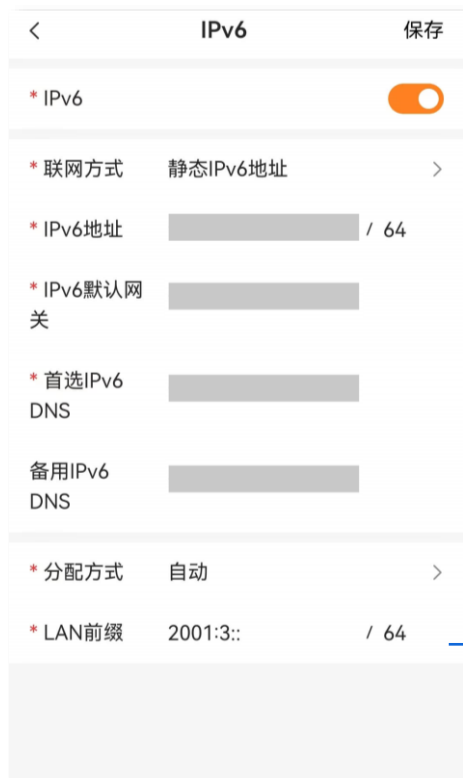 IPv6 保存
* IPv6
* 联网方式 静态IPv6地址
* IPv6地址 / 64
* IPv6默认网
关
* 首选IPv6
DNS
备用IPv6
DNS
* 分配方式 自动
* LAN前缀 2001:3:: / 64